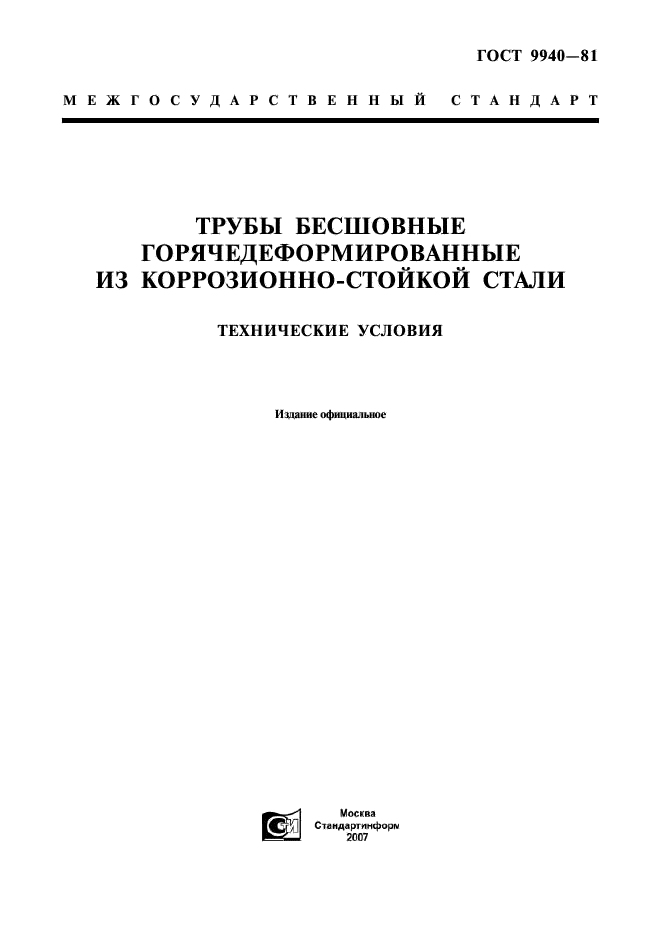 ГОСТ 9940—81
МЕЖГОСУДАРСТВЕННЫЙ СТАНДАРТ
ТРУБЫ БЕСШОВНЫЕ
ГОРЯЧЕДЕФОРМИРОВАННЫЕ
ИЗ КОРРОЗИОННО-СТОЙКОЙ СТАЛИ
ТЕХНИЧЕСКИЕ УСЛОВИЯ
Издание официальное
Москва
Стандартинформ
2007